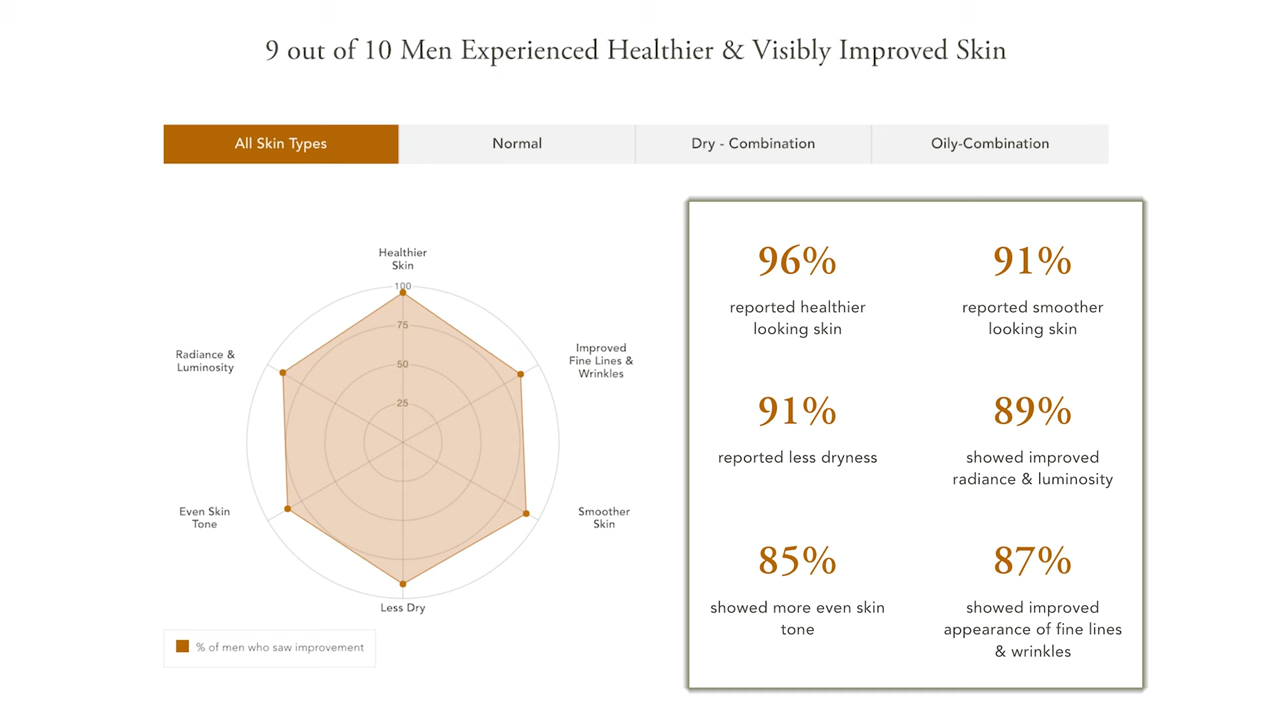 9 out of 10 Men Experienced Healthier & Visibly Improved Skin
All Skin Types
Normal
Dry - Combination
Oily-Combination
Healthier
Skin
100
75
50
25
Improved
Fine Lines &
Wrinkles
Radiance &
Luminosity
Even Skin
Tone
Smoother
Skin
Less Dry
% of men who saw improvement
96%
reported healthier
looking skin
91%
reported smoother
looking skin
91%
reported less dryness
89%
showed improved
radiance & luminosity
85%
showed more even skin
tone
87%
showed improved
appearance of fine lines
& wrinkles